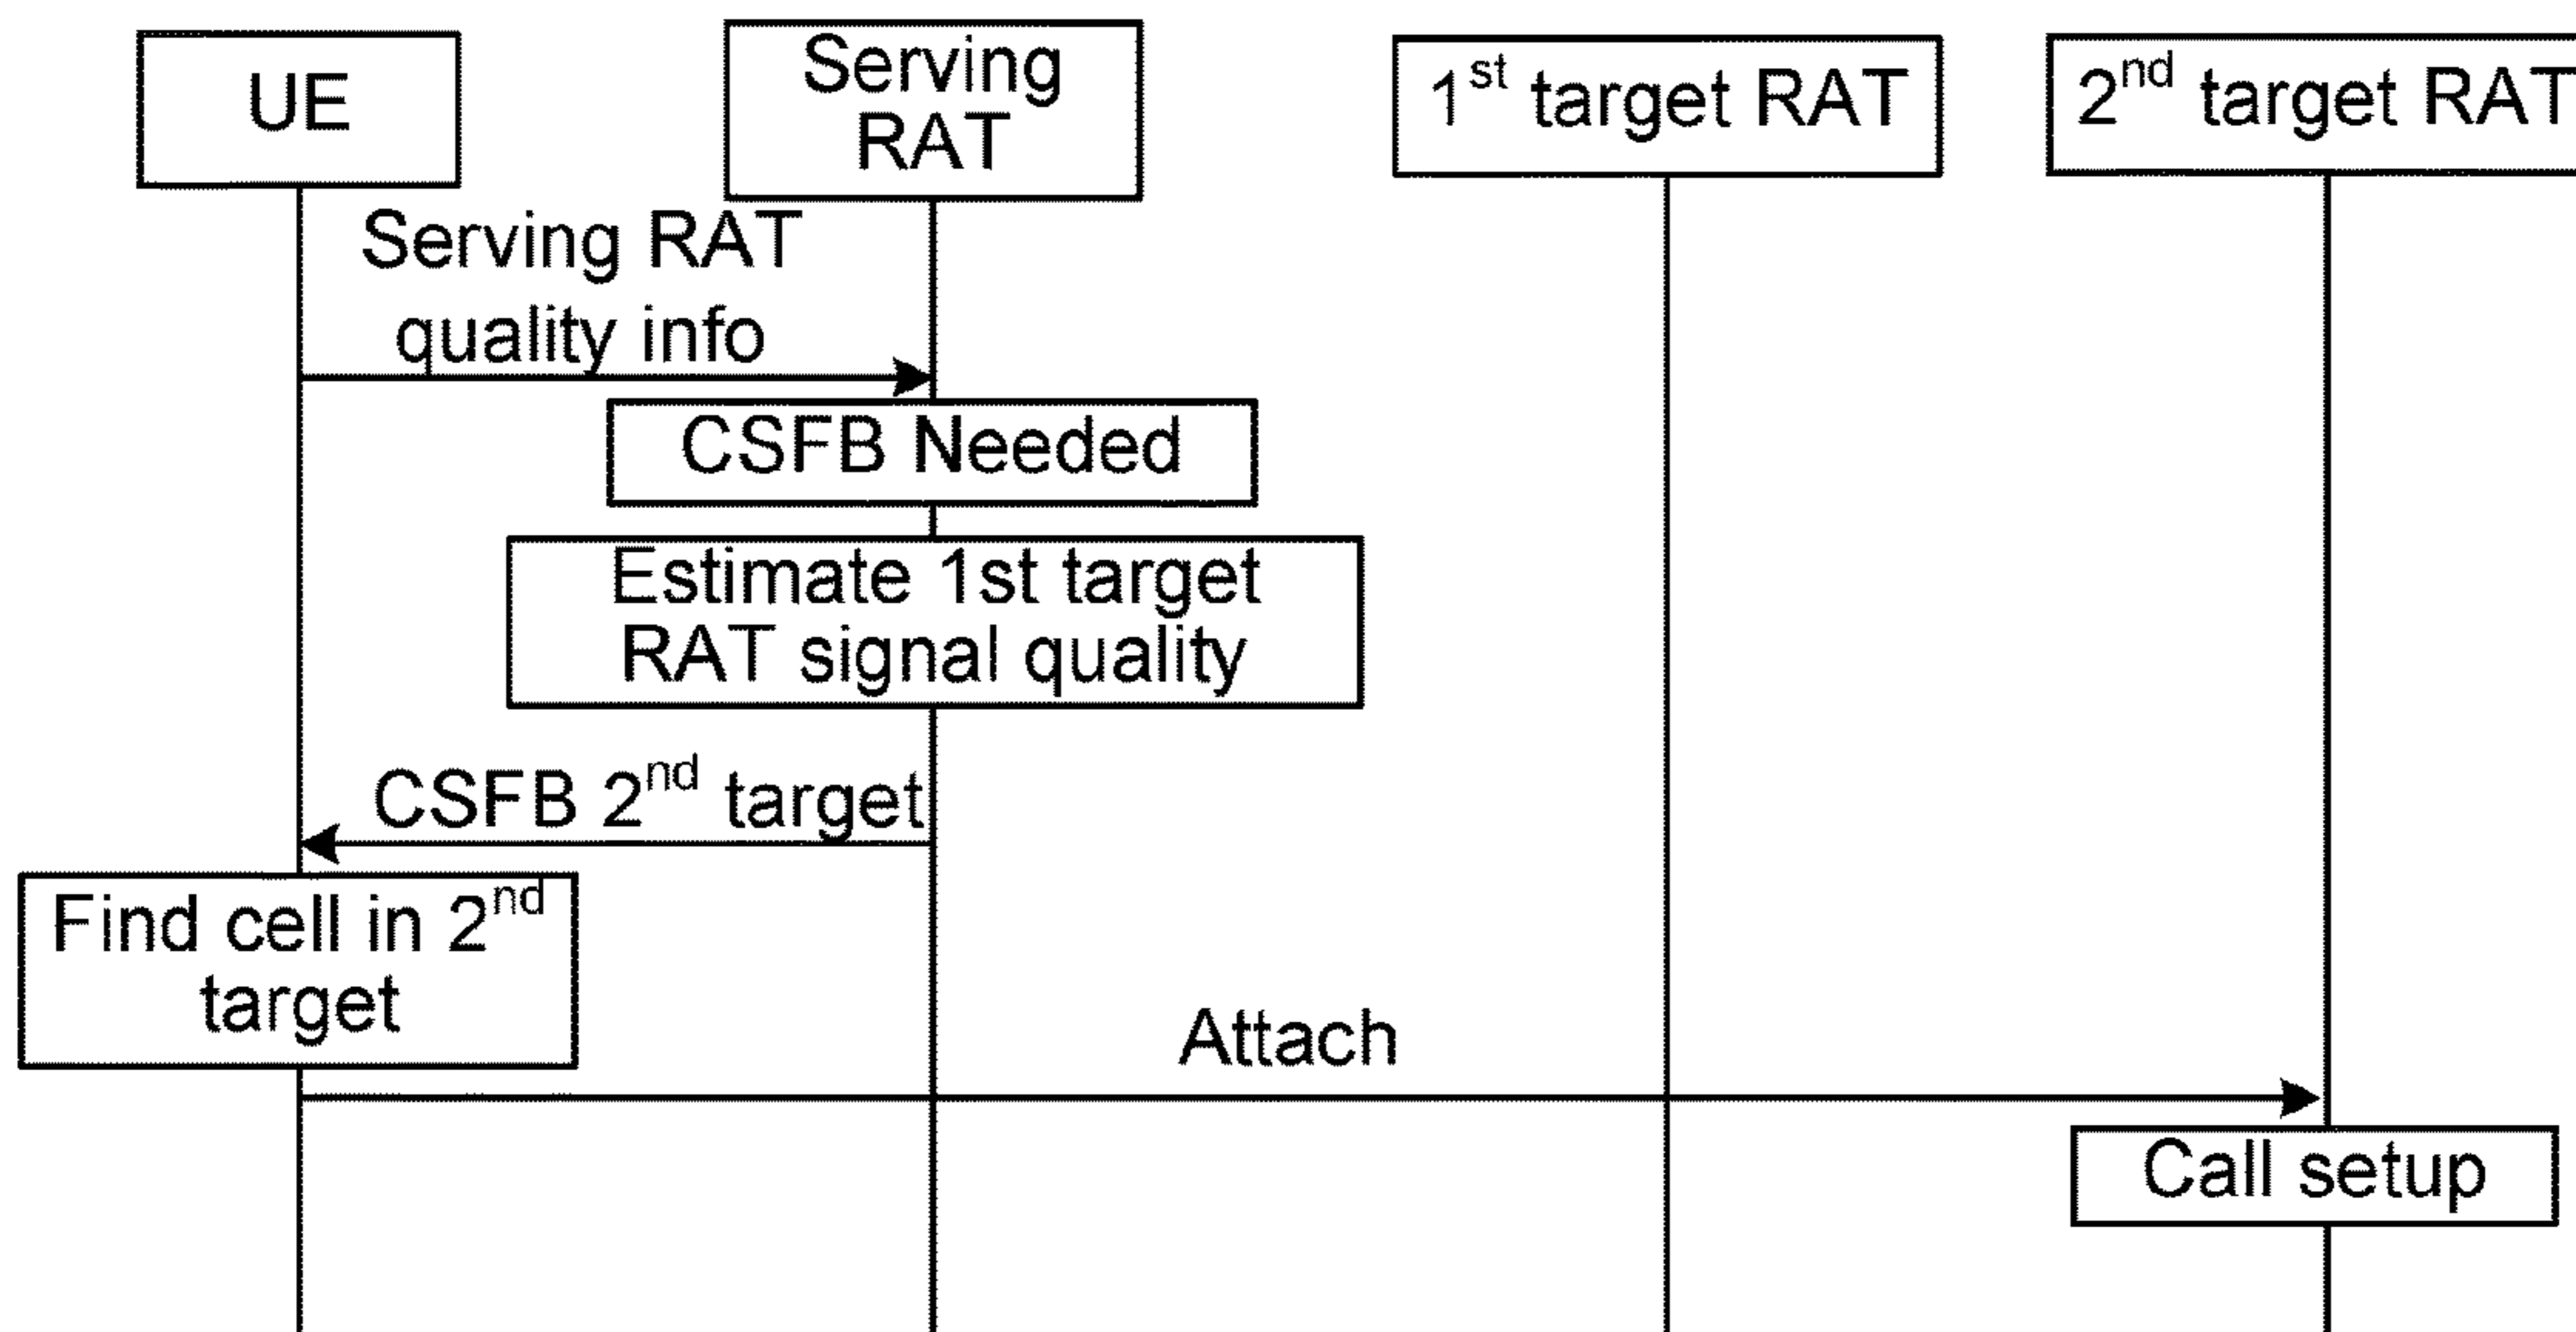 UE
Serving
RAT
1st target RAT
2nd target RAT
Serving RAT
quality info
CSFB Needed
Estimate 1st target
RAT signal quality
CSFB 2nd target
Find cell in 2nd
target
Attach
Call setup